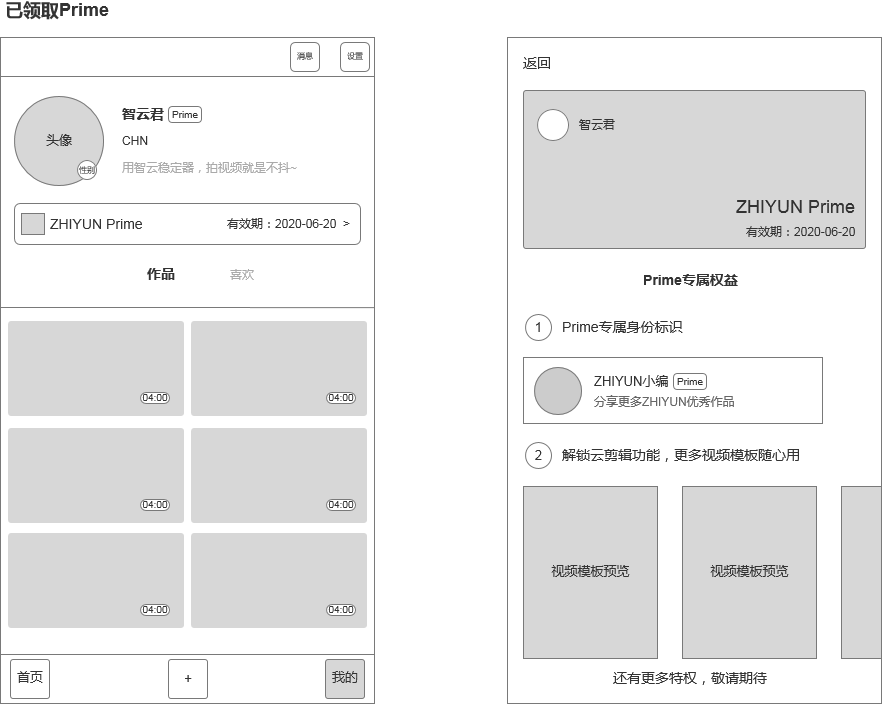 已领取Prime
消息
设置
头像
性别
智云君 Prime
CHN
用智云稳定器，拍视频就是不抖~
ZHIYUN Prime 有效期：2020-06-20 >
作品 喜欢
04:00 04:00
04:00 04:00
04:00 04:00
首页 + 我的
返回
智云君
ZHIYUN Prime
有效期：2020-06-20
Prime专属权益
1 Prime专属身份标识
ZHIYUN小编 Prime
分享更多ZHIYUN优秀作品
2 解锁云剪辑功能，更多视频模板随心用
视频模板预览 视频模板预览
还有更多特权，敬请期待